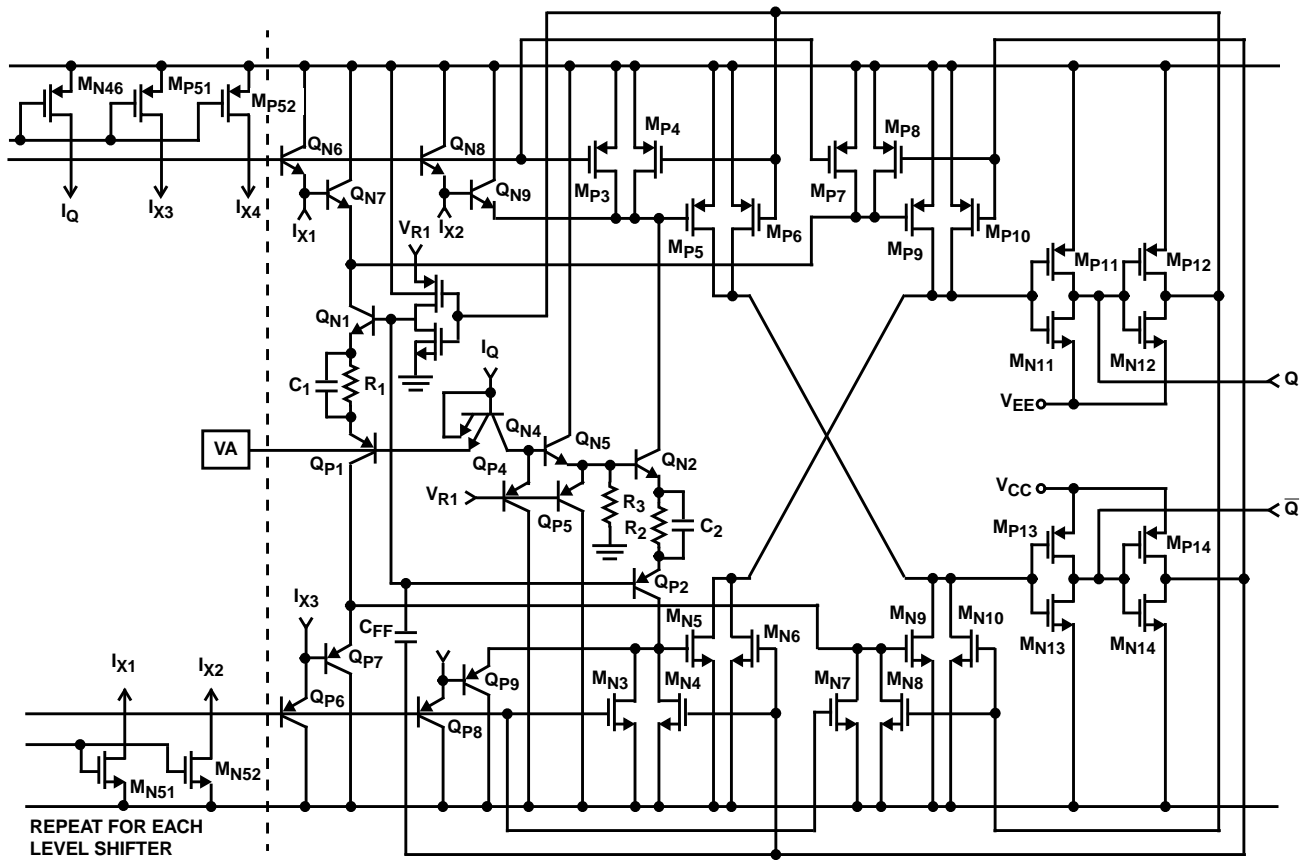 MN46
MP51
MP52
IQ
IX3
IX4
QN6
QN7
IX1
QN8
QN9
IX2
VR1
MP4
MP3
MP5
MP6
MP8
MP7
MP9
MP10
MP11
MP12
MN11
MN12
VEE
Q
QN1
C1
R1
IQ
QN4
QN5
QN2
VA
QP1
QP4
VR1
QP5
R3
R2
C2
QP2
VCC
Q̅
MP13
MP14
MN13
MN14
IX3
CFF
QP7
QP6
QP9
QP8
MN5
MN6
MN3
MN4
MN9
MN10
MN7
MN8
IX1
IX2
MN51
MN52
REPEAT FOR EACH
LEVEL SHIFTER